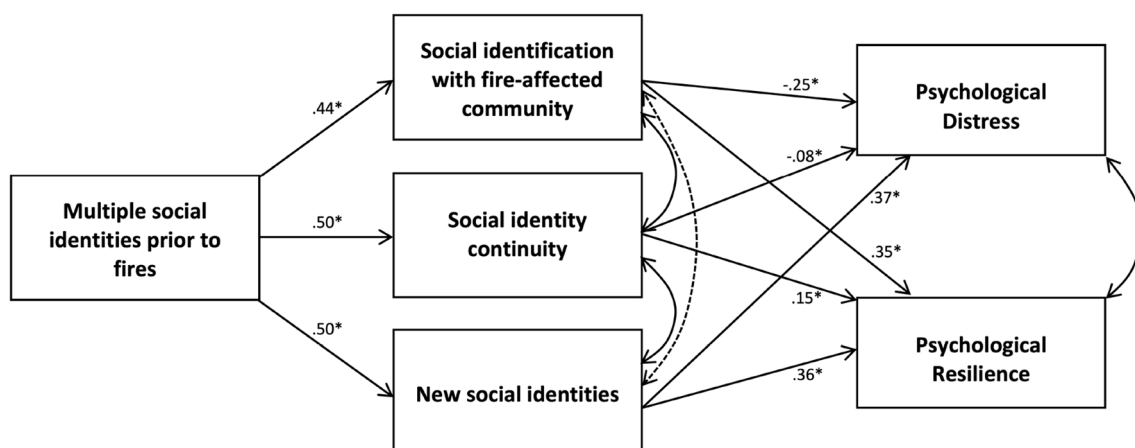 Social identification
with fire-affected
community
Psychological
Distress
Multiple social
identities prior to
fires
Social identity
continuity
New social identities
Psychological
Resilience
.44*
.50*
.50*
-.25*
-.08*
.37*
.35*
.15*
.36*